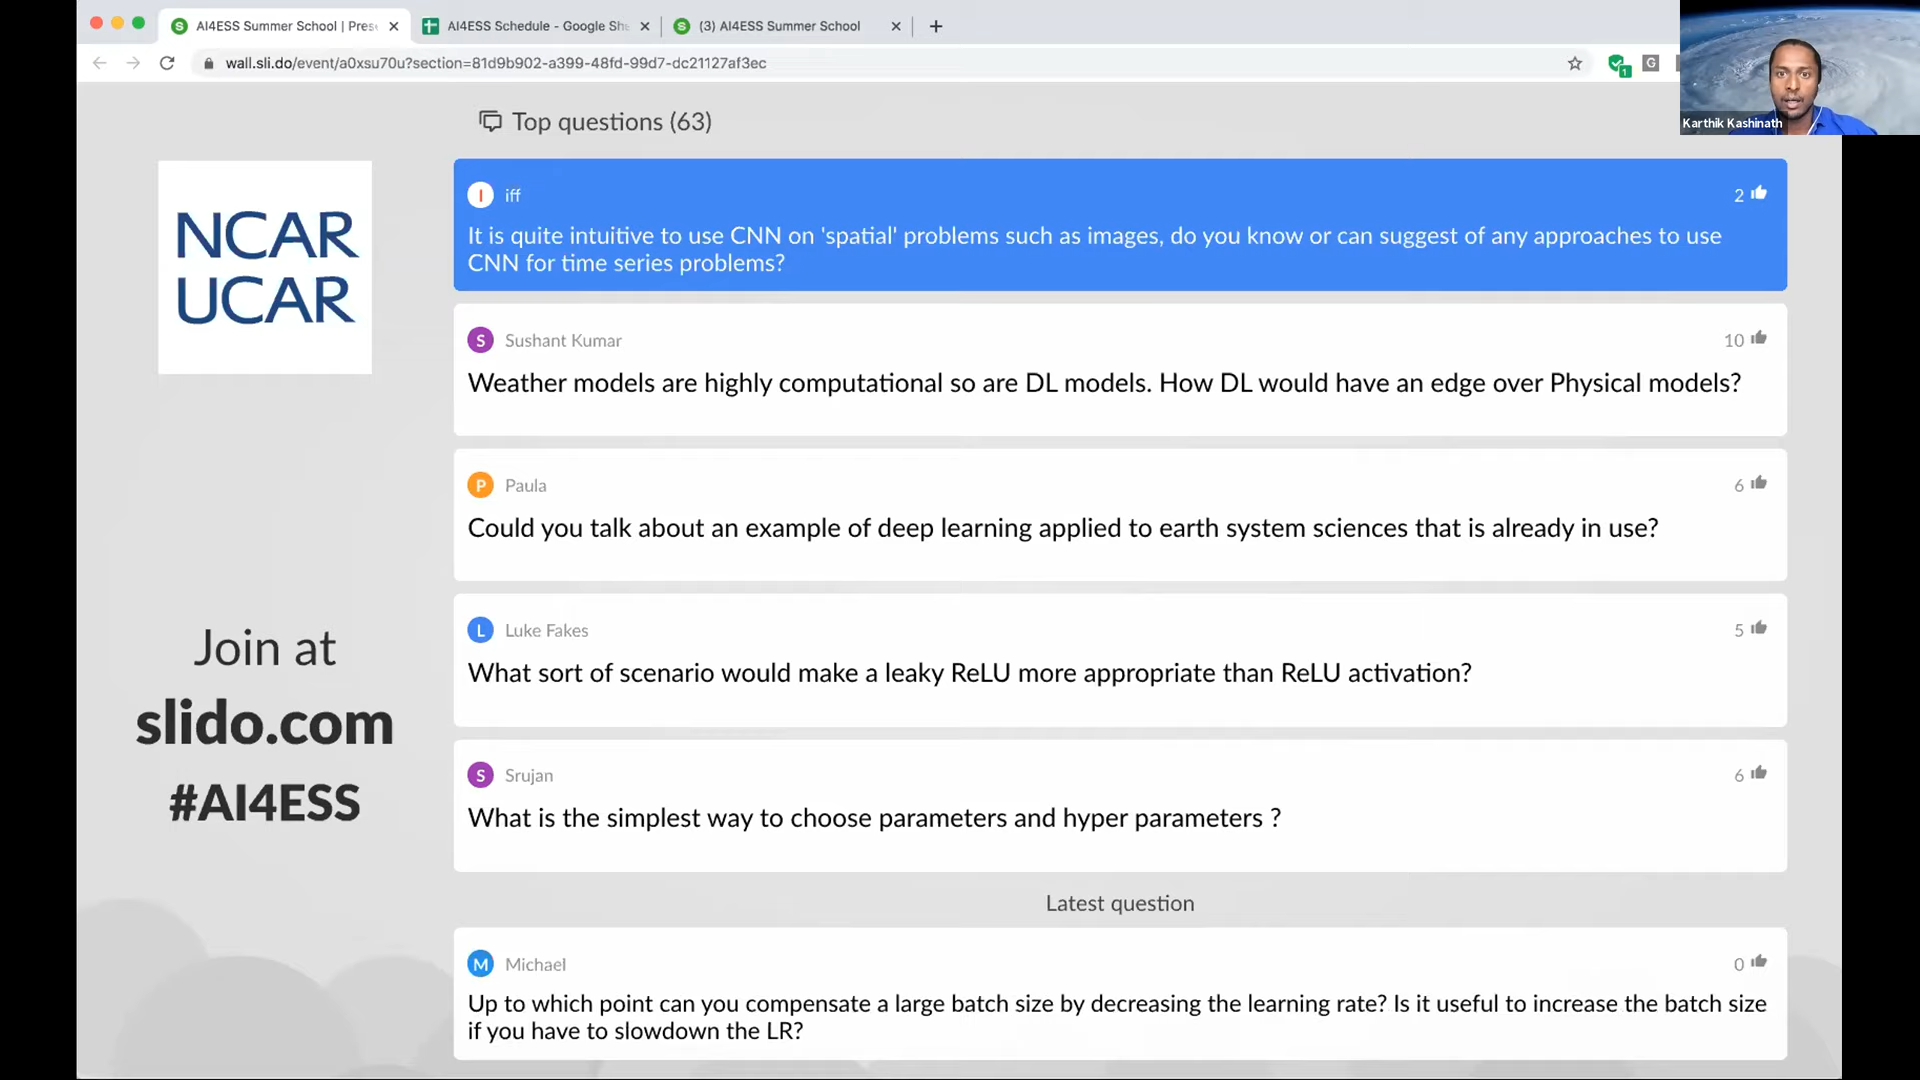 AI4ESS Summer School | Pres
AI4ESS Schedule - Google She
(3) AI4ESS Summer School
wall.sli.do/event/a0xsu70u?section=81d9b902-a399-48fd-99d7-dc21127af3ec
1
G
Karthik Kashinath
Top questions (63)
NCAR
UCAR
I iff 2
It is quite intuitive to use CNN on 'spatial' problems such as images, do you know or can suggest of any approaches to use
CNN for time series problems?
S Sushant Kumar 10
Weather models are highly computational so are DL models. How DL would have an edge over Physical models?
P Paula 6
Could you talk about an example of deep learning applied to earth system sciences that is already in use?
L Luke Fakes 5
What sort of scenario would make a leaky ReLU more appropriate than ReLU activation?
S Srujan 6
What is the simplest way to choose parameters and hyper parameters ?
Join at
slido.com
#AI4ESS
Latest question
M Michael 0
Up to which point can you compensate a large batch size by decreasing the learning rate? Is it useful to increase the batch size
if you have to slowdown the LR?